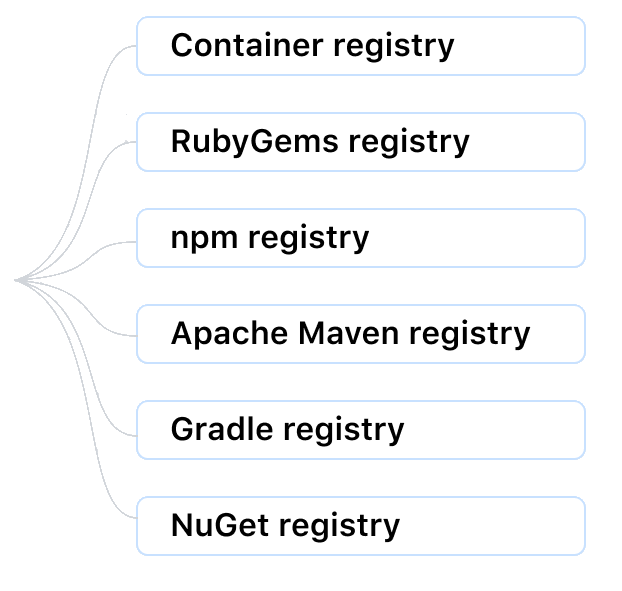 Container registry
RubyGems registry
npm registry
Apache Maven registry
Gradle registry
NuGet registry